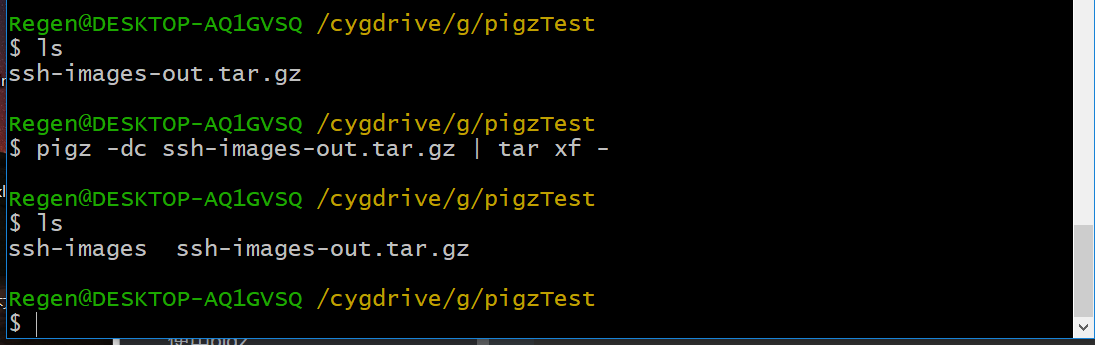 Regen@DESKTOP-AQ1GVSQ /cygdrive/g/pigzTest
$ ls
ssh-images-out.tar.gz
Regen@DESKTOP-AQ1GVSQ /cygdrive/g/pigzTest
$ pigz -dc ssh-images-out.tar.gz | tar xf -
Regen@DESKTOP-AQ1GVSQ /cygdrive/g/pigzTest
$ ls
ssh-images  ssh-images-out.tar.gz
Regen@DESKTOP-AQ1GVSQ /cygdrive/g/pigzTest
$